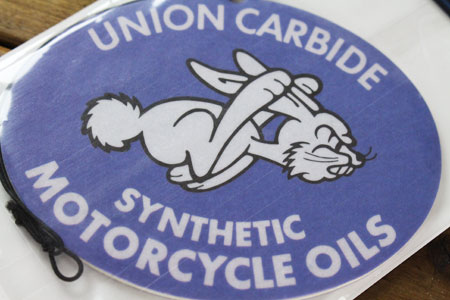 UNION CARBIDE
SYNTHETIC
MOTORCYCLE OILS